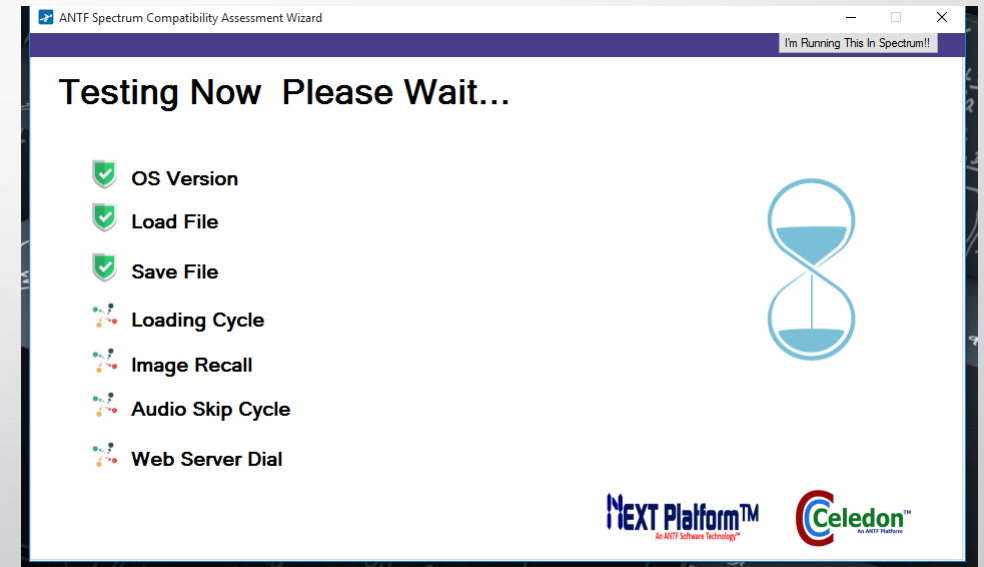 ANTF Spectrum Compatibility Assessment Wizard
I'm Running This In Spectrum!!
Testing Now  Please Wait...
OS Version
Load File
Save File
Loading Cycle
Image Recall
Audio Skip Cycle
Web Server Dial
NEXT Platform™
An ANTF Software Technology™
Celedon™
An ANTF Platform